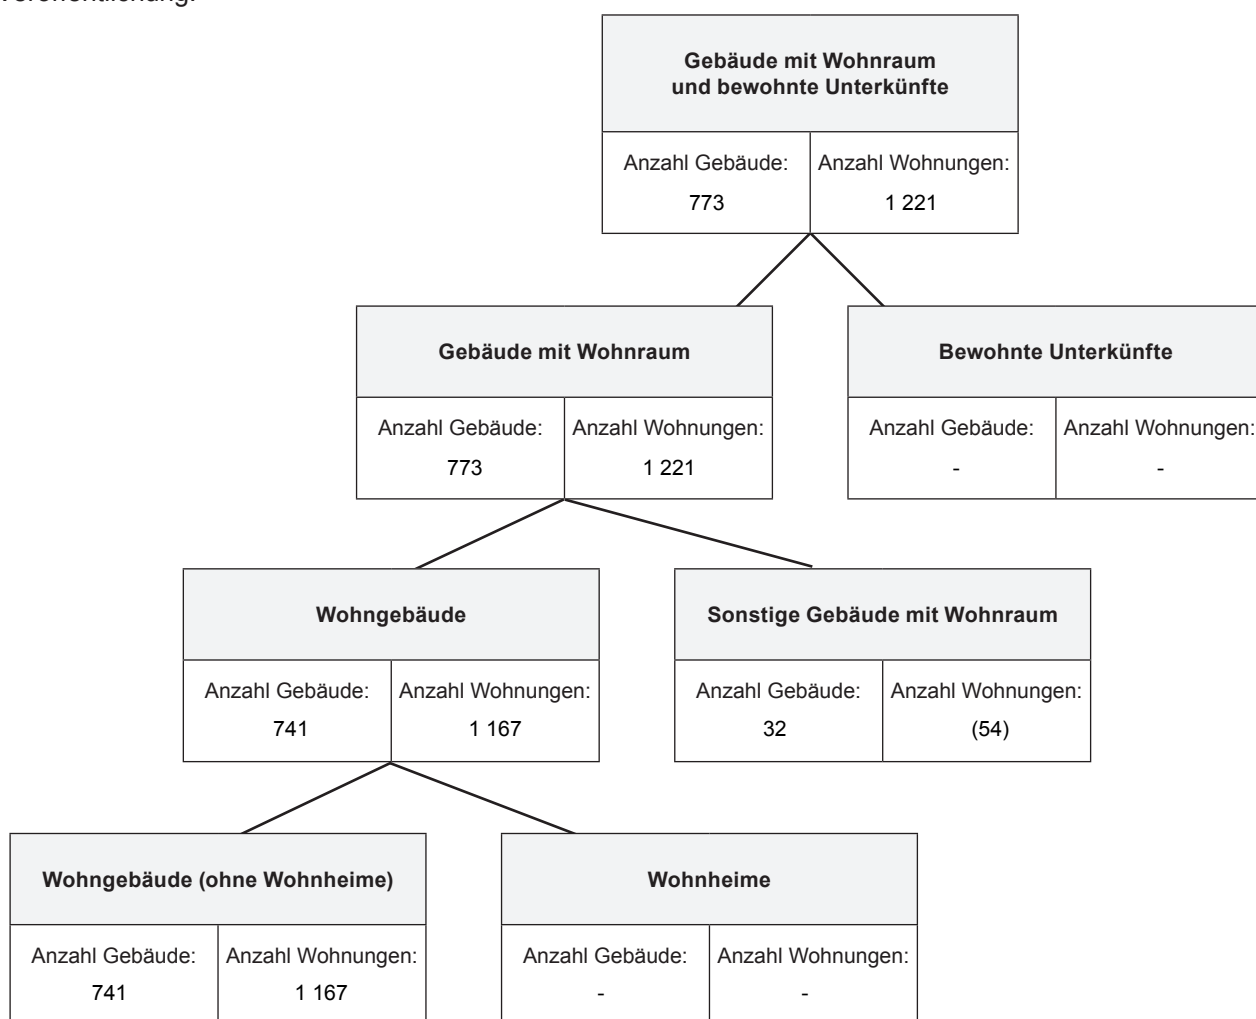 Veröffentlichung.
Gebäude mit Wohnraum
und bewohnte Unterkünfte
Anzahl Gebäude: Anzahl Wohnungen:
773 1 221
Gebäude mit Wohnraum Bewohnte Unterkünfte
Anzahl Gebäude: Anzahl Wohnungen: Anzahl Gebäude: Anzahl Wohnungen:
773 1 221 - -
Wohngebäude Sonstige Gebäude mit Wohnraum
Anzahl Gebäude: Anzahl Wohnungen: Anzahl Gebäude: Anzahl Wohnungen:
741 1 167 32 (54)
Wohngebäude (ohne Wohnheime) Wohnheime
Anzahl Gebäude: Anzahl Wohnungen: Anzahl Gebäude: Anzahl Wohnungen:
741 1 167 - -